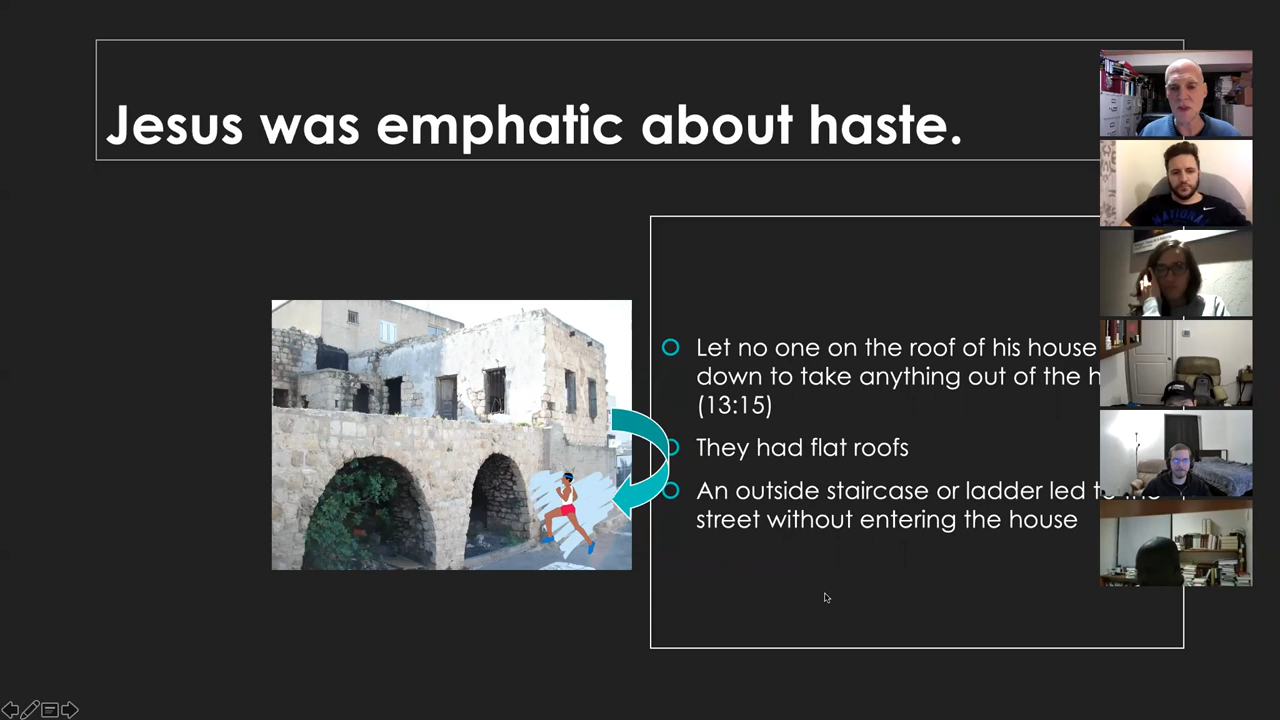 Jesus was emphatic about haste.
Let no one on the roof of his house
down to take anything out of the h
(13:15)
They had flat roofs
An outside staircase or ladder led
street without entering the house
NATIONAL